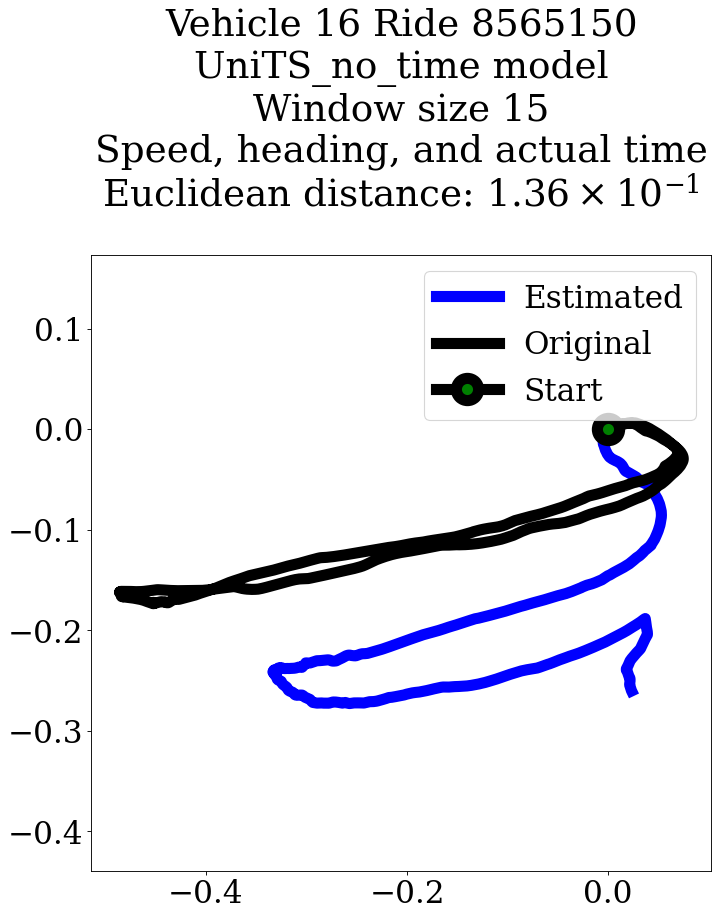 Vehicle 16 Ride 8565150
UniTS_no_time model
Window size 15
Speed, heading, and actual time
Euclidean distance: 1.36 × 10⁻¹
Estimated
Original
Start
0.1
0.0
−0.1
−0.2
−0.3
−0.4
−0.4 −0.2 0.0